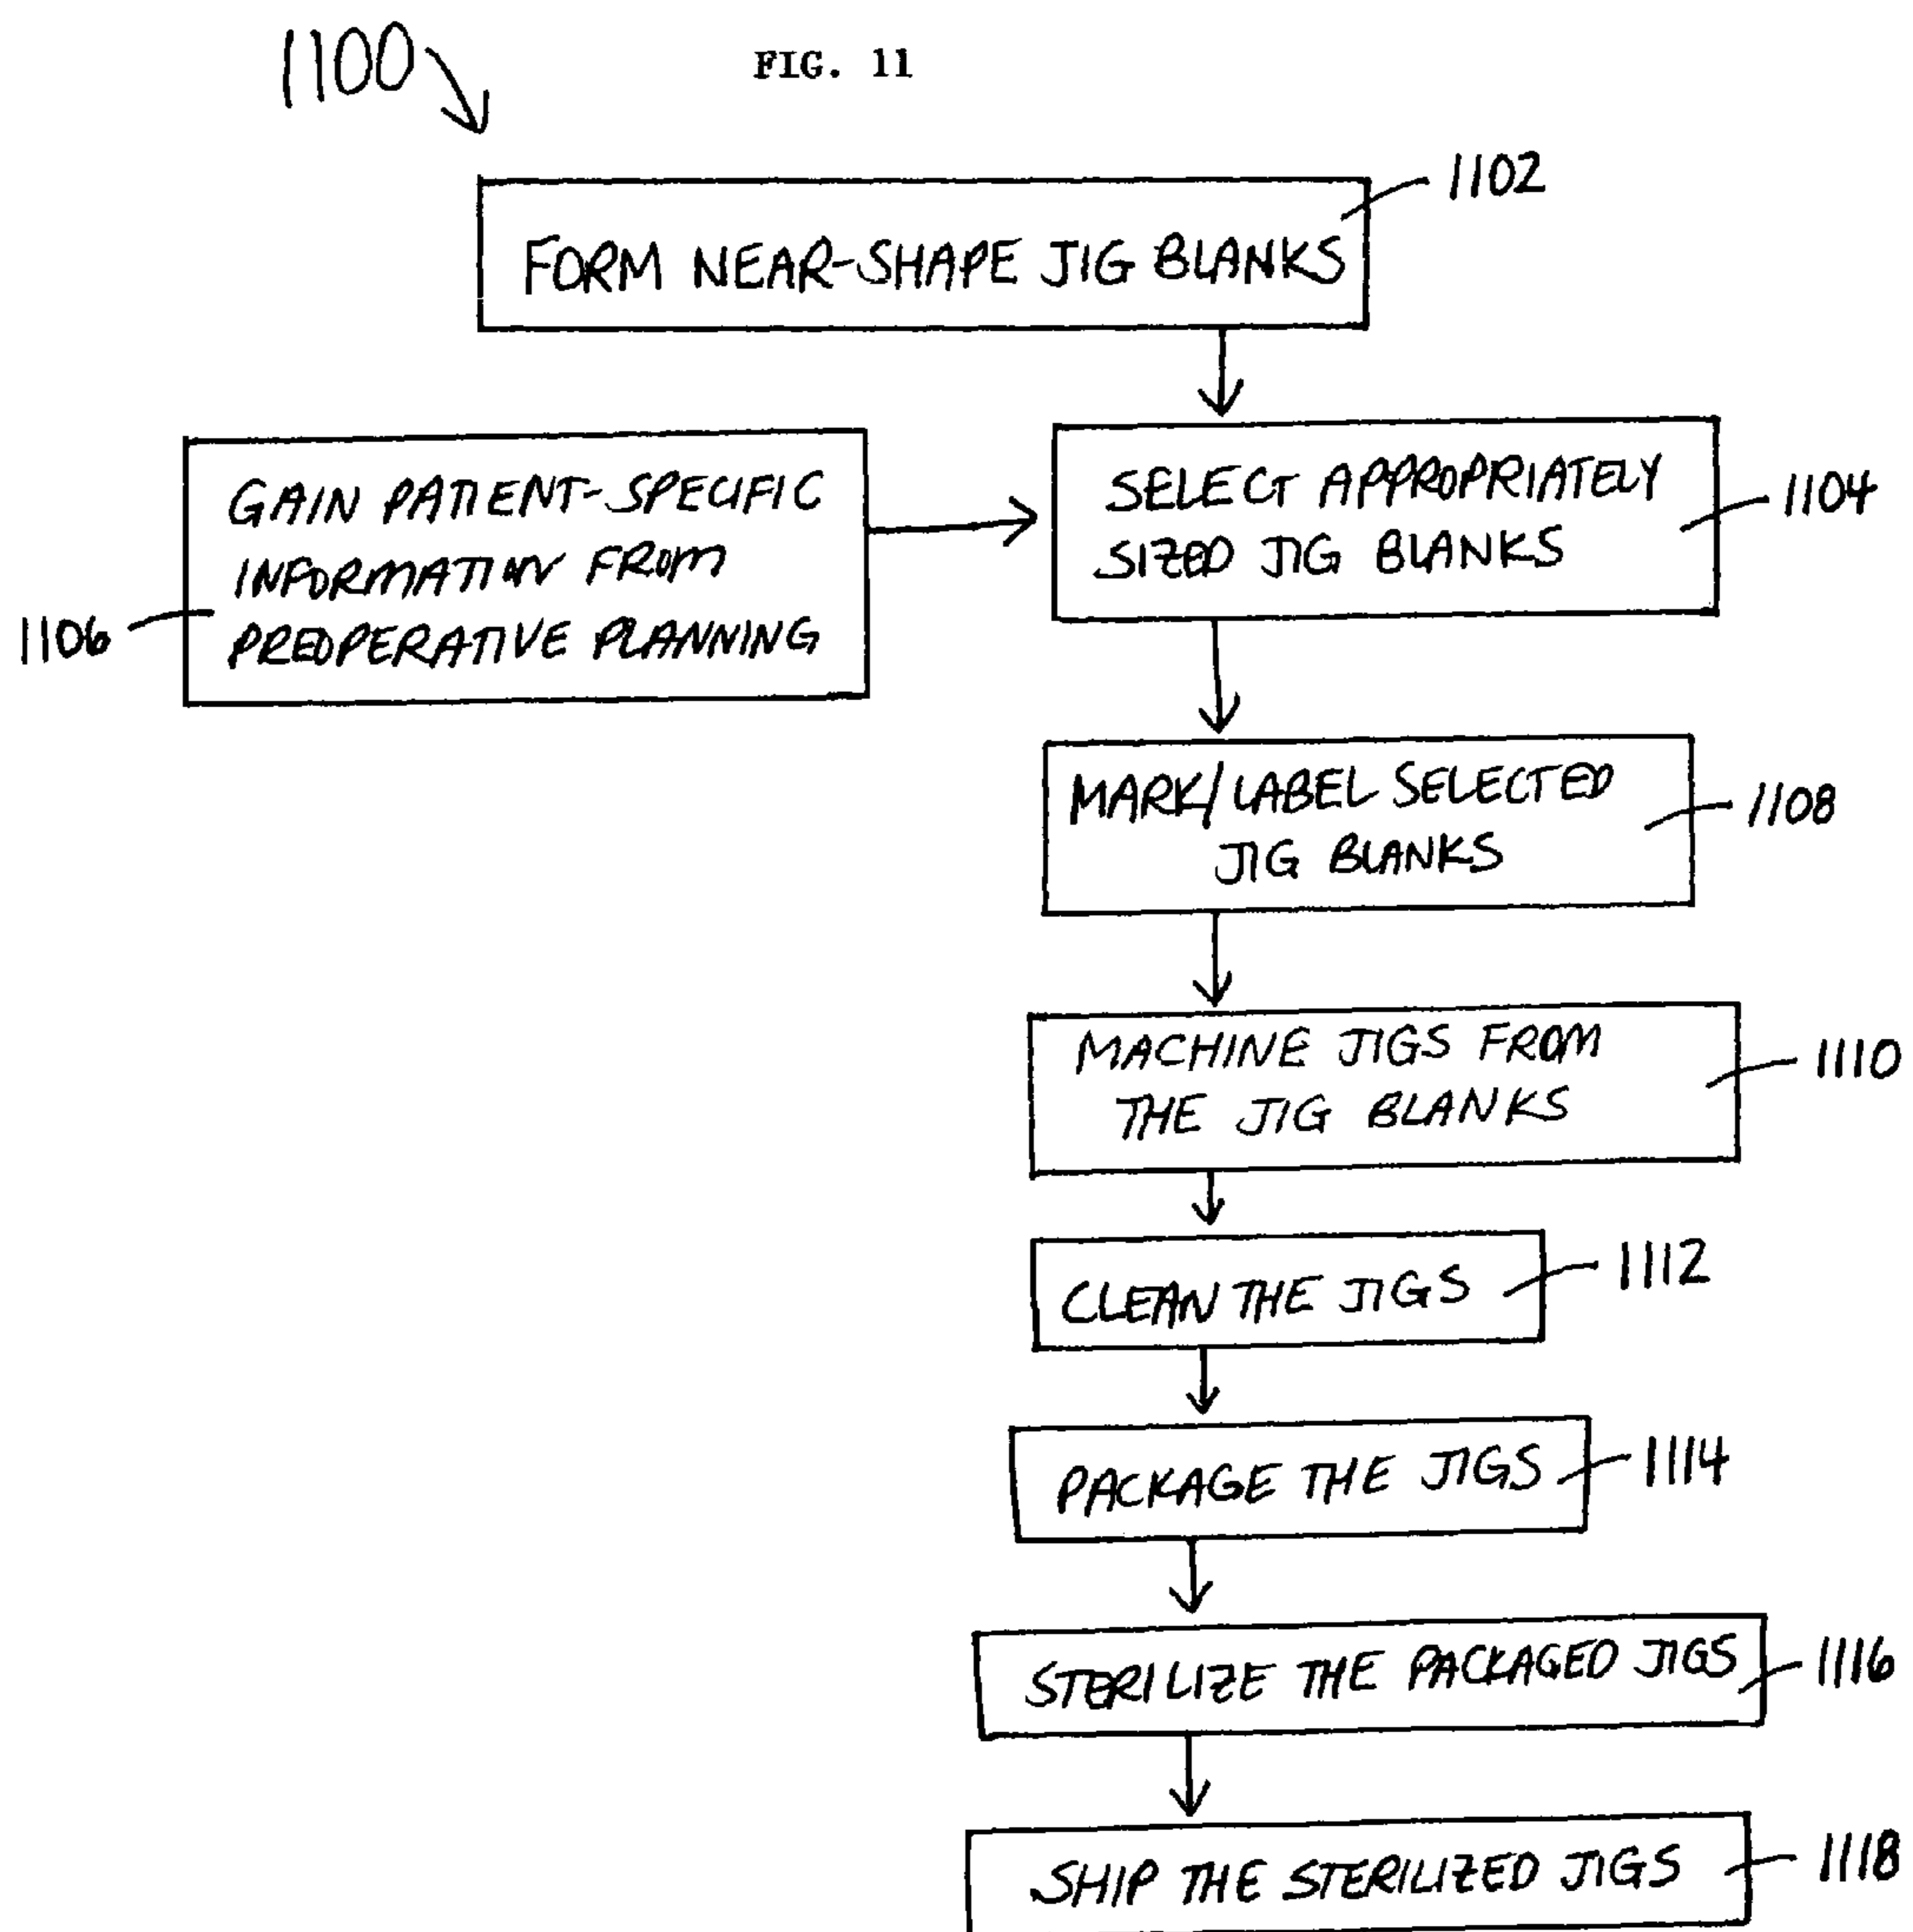 1100
FIG. 11
1102
FORM NEAR-SHAPE JIG BLANKS
GAIN PATIENT-SPECIFIC
INFORMATION FROM
PREOPERATIVE PLANNING
1106
SELECT APPROPRIATELY
SIZED JIG BLANKS
1104
MARK/LABEL SELECTED
JIG BLANKS
1108
MACHINE JIGS FROM
THE JIG BLANKS
1110
CLEAN THE JIGS
1112
PACKAGE THE JIGS
1114
STERILIZE THE PACKAGED JIGS
1116
SHIP THE STERILIZED JIGS
1118